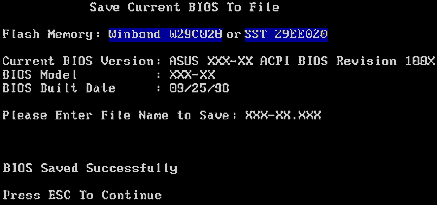 Save Current BIOS To File
Flash Memory: Winbond W29C020 or SST 29EE020
Current BIOS Version: ASUS XXX-XX ACPI BIOS Revision 100X
BIOS Model : XXX-XX
BIOS Built Date : 09/25/98
Please Enter File Name to Save: XXX-XX.XXX
BIOS Saved Successfully
Press ESC To Continue